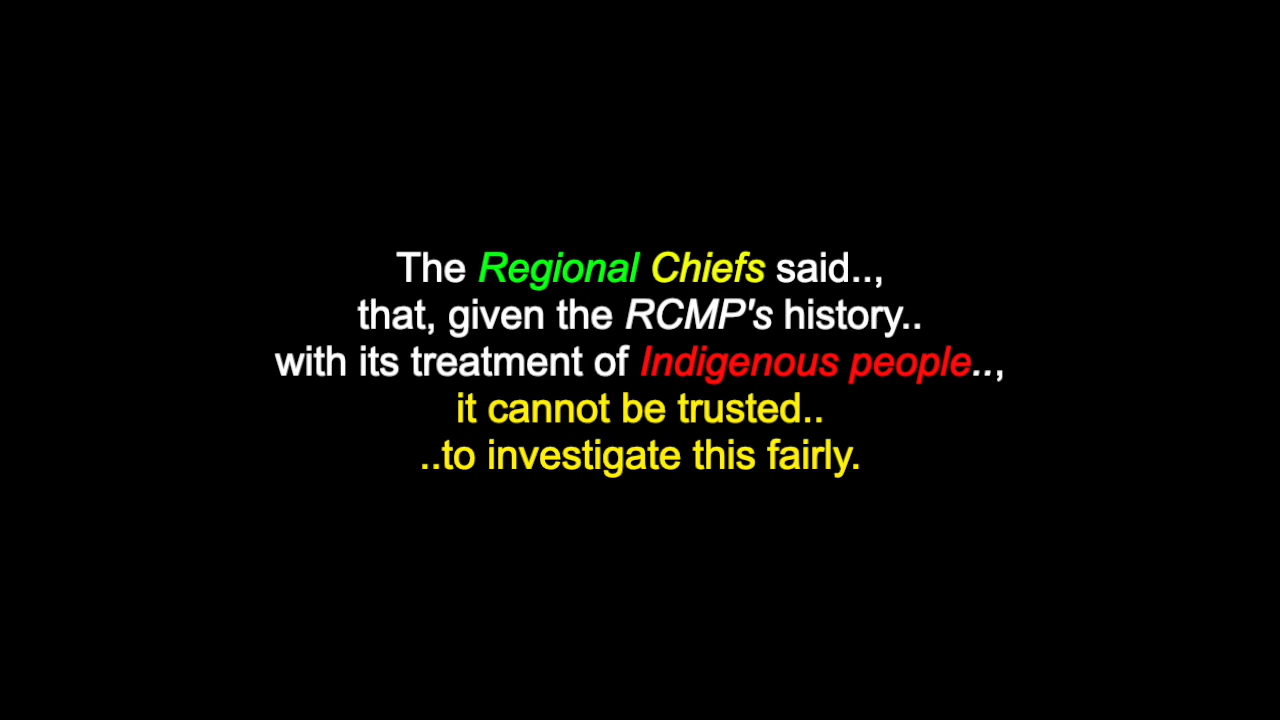 The Regional Chiefs said..,
that, given the RCMP's history..
with its treatment of Indigenous people..,
it cannot be trusted..
..to investigate this fairly.